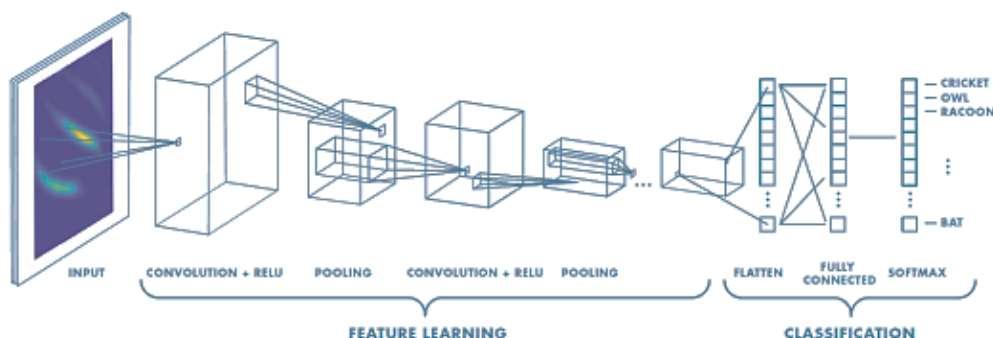 CRICKET
OWL
RACOON
BAT
INPUT
CONVOLUTION + RELU
POOLING
CONVOLUTION + RELU
POOLING
FLATTEN
FULLY
CONNECTED
SOFTMAX
FEATURE LEARNING
CLASSIFICATION